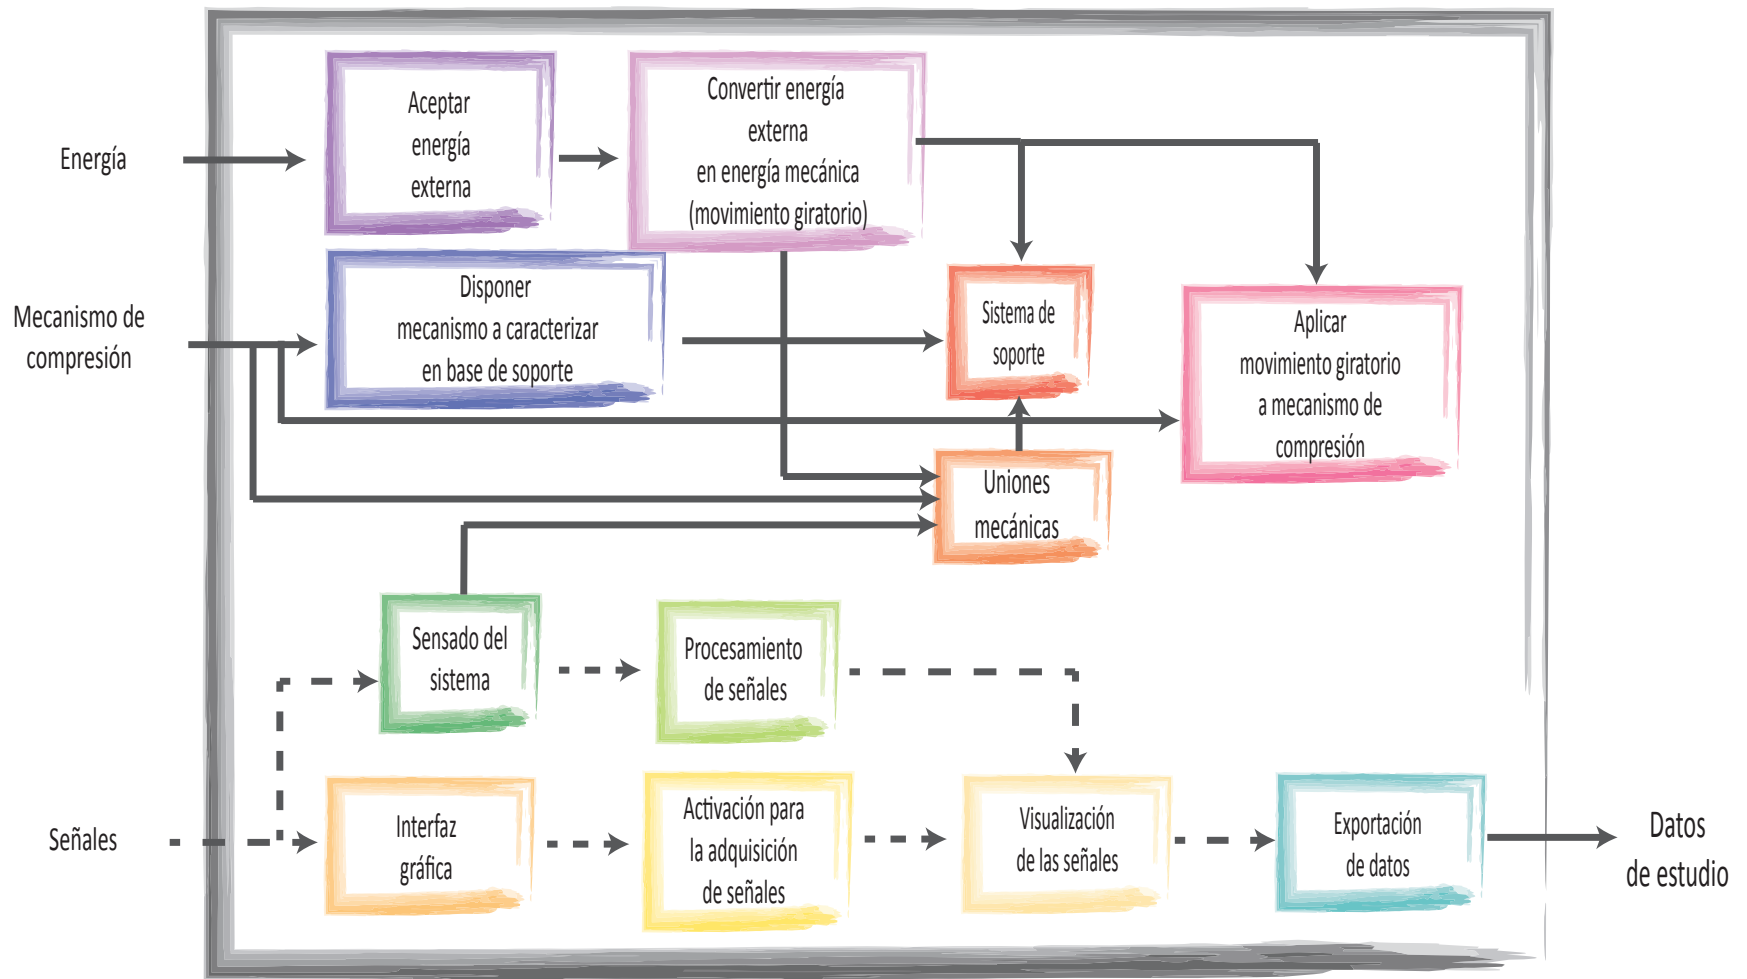 Energía
Aceptar
energía
externa
Convertir energía
externa
en energía mecánica
(movimiento giratorio)
Mecanismo de
compresión
Disponer
mecanismo a caracterizar
en base de soporte
Sistema de
soporte
Aplicar
movimiento giratorio
a mecanismo de
compresión
Uniones
mecánicas
Sensado del
sistema
Procesamiento
de señales
Señales
Interfaz
gráfica
Activación para
la adquisición
de señales
Visualización
de las señales
Exportación
de datos
Datos
de estudio